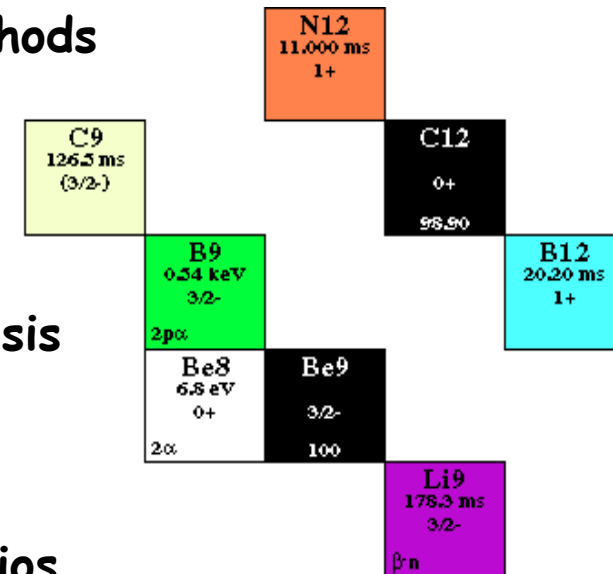 hods
N12
11.000 ms
1+
C9
126.5 ms
(3/2-)
C12
0+
98.90
B9
0.54 keV
3/2-
2pα
B12
20.20 ms
1+
sis
Be8
6.8 eV
0+
2α
Be9
3/2-
100
Li9
178.3 ms
3/2-
β-n
ios